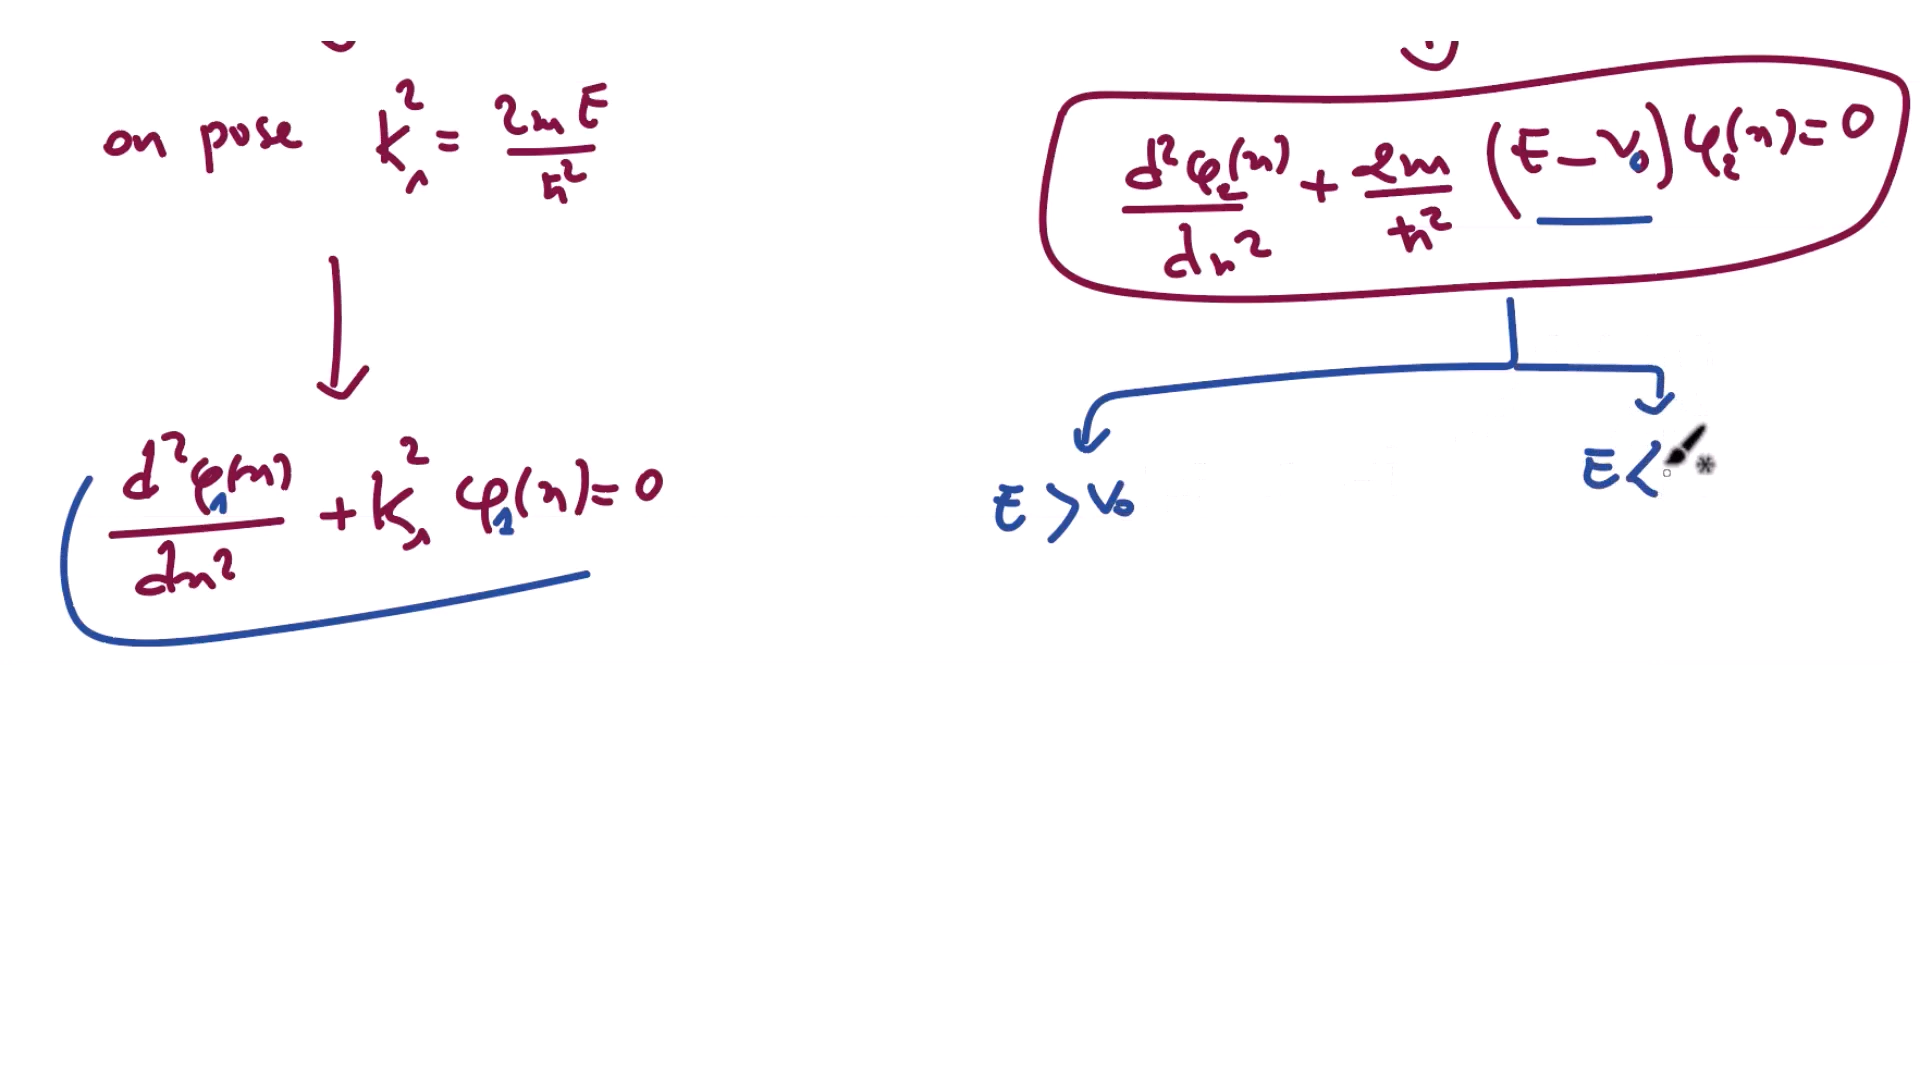 on pose K₁² = 2mE / ħ²
d²φ₁(x) / dx² + K₁² φ₁(x) = 0
d²φ₂(x) / dx² + 2m / ħ² (E - V₀) φ₂(x) = 0
E > V₀
E <